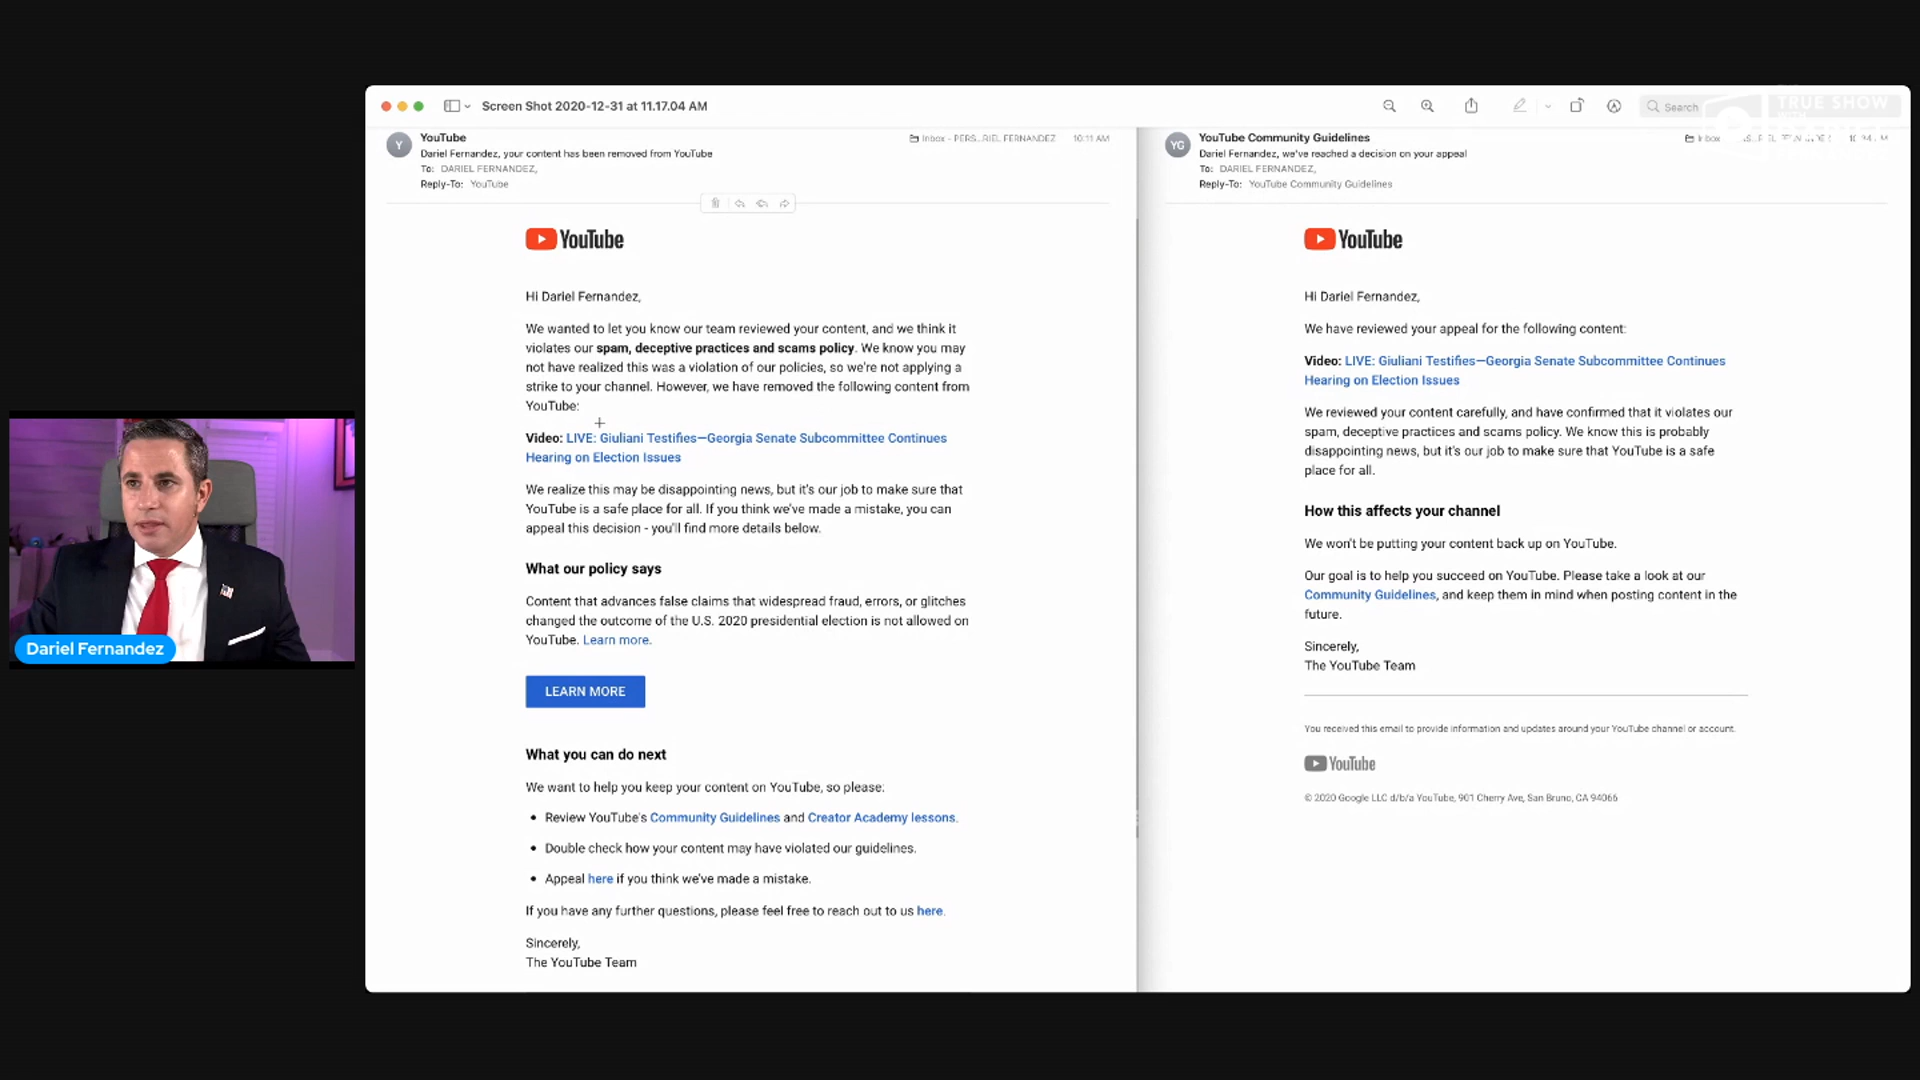 Screen Shot 2020-12-31 at 11.17.04 AM
Search
TRUE SHOW
Y
YouTube
Inbox - PERS...RIEL FERNANDEZ
10:11 AM
Dariel Fernandez, your content has been removed from YouTube
To: DARIEL FERNANDEZ,
Reply-To: YouTube
YouTube
Hi Dariel Fernandez,
We wanted to let you know our team reviewed your content, and we think it
violates our spam, deceptive practices and scams policy. We know you may
not have realized this was a violation of our policies, so we're not applying a
strike to your channel. However, we have removed the following content from
YouTube:
Video: LIVE: Giuliani Testifies—Georgia Senate Subcommittee Continues
Hearing on Election Issues
We realize this may be disappointing news, but it's our job to make sure that
YouTube is a safe place for all. If you think we've made a mistake, you can
appeal this decision - you'll find more details below.
What our policy says
Content that advances false claims that widespread fraud, errors, or glitches
changed the outcome of the U.S. 2020 presidential election is not allowed on
YouTube. Learn more.
LEARN MORE
What you can do next
We want to help you keep your content on YouTube, so please:
• Review YouTube's Community Guidelines and Creator Academy lessons.
• Double check how your content may have violated our guidelines.
• Appeal here if you think we've made a mistake.
If you have any further questions, please feel free to reach out to us here.
Sincerely,
The YouTube Team
YG
YouTube Community Guidelines
Inbox
Dariel Fernandez, we've reached a decision on your appeal
To: DARIEL FERNANDEZ,
Reply-To: YouTube Community Guidelines
YouTube
Hi Dariel Fernandez,
We have reviewed your appeal for the following content:
Video: LIVE: Giuliani Testifies—Georgia Senate Subcommittee Continues
Hearing on Election Issues
We reviewed your content carefully, and have confirmed that it violates our
spam, deceptive practices and scams policy. We know this is probably
disappointing news, but it's our job to make sure that YouTube is a safe
place for all.
How this affects your channel
We won't be putting your content back up on YouTube.
Our goal is to help you succeed on YouTube. Please take a look at our
Community Guidelines, and keep them in mind when posting content in the
future.
Sincerely,
The YouTube Team
You received this email to provide information and updates around your YouTube channel or account.
YouTube
© 2020 Google LLC d/b/a YouTube, 901 Cherry Ave, San Bruno, CA 94066
Dariel Fernandez